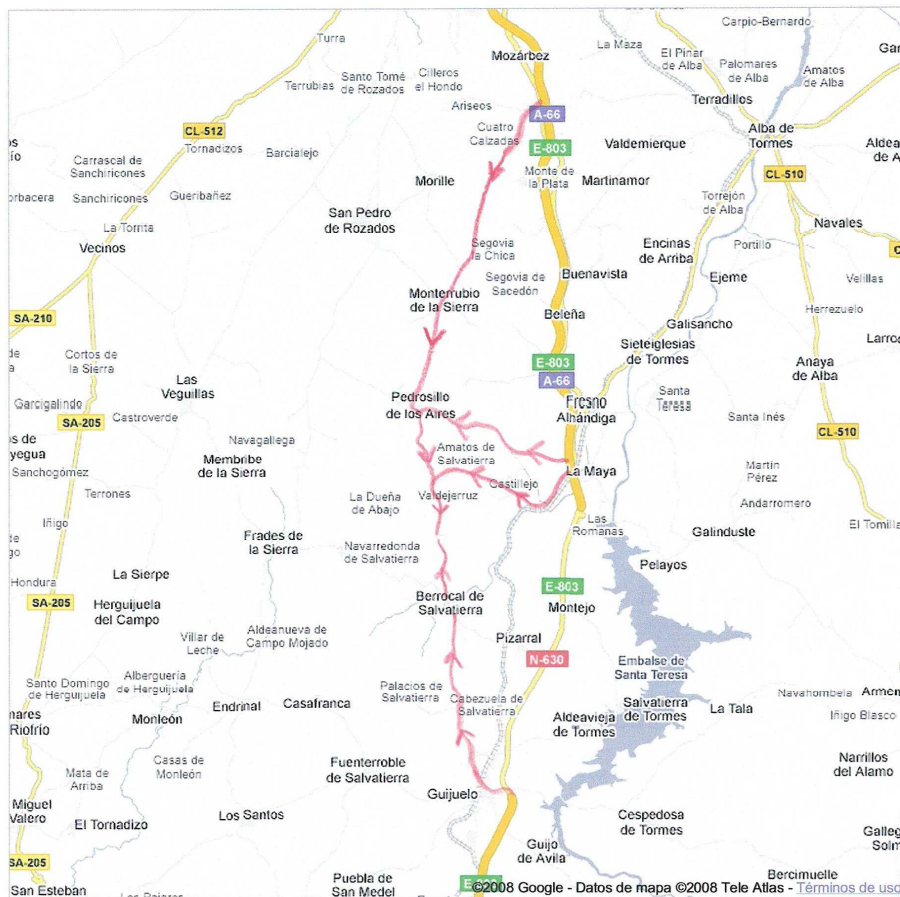 Turra
Carpio-Bernardo
Mozárbez
La Maza
El Pinar
de Alba
Palomares
de Alba
Amatos
de Alba
Santo Tomé
de Rozados
Cilleros
el Hondo
Terrubias
Ariseos
A-66
Terradillos
CL-512
Cuatro
Calzadas
Alba de
Tormes
Tornadizos
Barcialejo
E-803
Valdemierque
Carrascal de
Sanchiricones
Monte de
la Plata
Martinamor
CL-510
Morille
Sanchiricones
Gueribañez
Torrejón
de Alba
San Pedro
de Rozados
La Torrita
Navales
Vecinos
Segovia
la Chica
Encinas
de Arriba
Portillo
Segovia de
Sacedón
Buenavista
Ejeme
Velillas
Monterrubio
de la Sierra
Herrezuelo
SA-210
Beleña
Galisancho
Sieteiglesias
de Tormes
Cortos de
la Sierra
E-803
A-66
Anaya
de Alba
Las
Veguillas
Pedrosillo
de los Aires
Fresno
Alhándiga
Santa
Teresa
Garcigalindo
Castroverde
SA-205
Santa Inés
CL-510
Navagallega
Amatos de
Salvatierra
Membribe
de la Sierra
Sanchogómez
La Maya
Martín
Pérez
Terrones
Castillejo
Valdejerruz
La Dueña
de Abajo
Andarromero
Iñigo
Las
Romanas
Galinduste
Frades de
la Sierra
Navarredonda
de Salvatierra
Pelayos
La Sierpe
E-803
Hondura
SA-205
Herguijuela
del Campo
Berrocal de
Salvatierra
Montejo
Villar de
Leche
Aldeanueva de
Campo Mojado
Pizarral
N-630
Embalse de
Santa Teresa
Santo Domingo
de Herguijuela
Alberguería
de Herguijuela
Palacios de
Salvatierra
Cabezuela de
Salvatierra
Navahombela
Monleón
Endrinal
Casafranca
Salvatierra
de Tormes
La Tala
Aldeavieja
de Tormes
Iñigo Blasco
Casas de
Monleón
Fuenterroble
de Salvatierra
Narrillos
del Alamo
Mata de
Arriba
Guijuelo
Miguel
Valero
El Tornadizo
Los Santos
Cespedosa
de Tormes
Guijo
de Avila
SA-205
San Esteban
Puebla de
San Medel
Bercimuelle
©2008 Google - Datos de mapa ©2008 Tele Atlas - Términos de uso